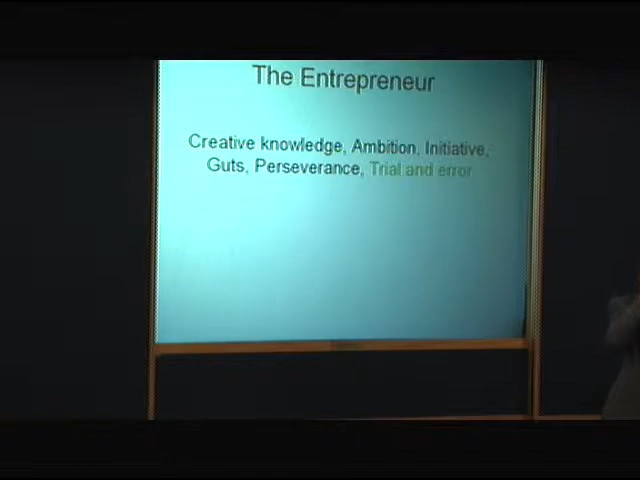 The Entrepreneur
Creative knowledge, Ambition, Initiative,
Guts, Perseverance, Trial and error